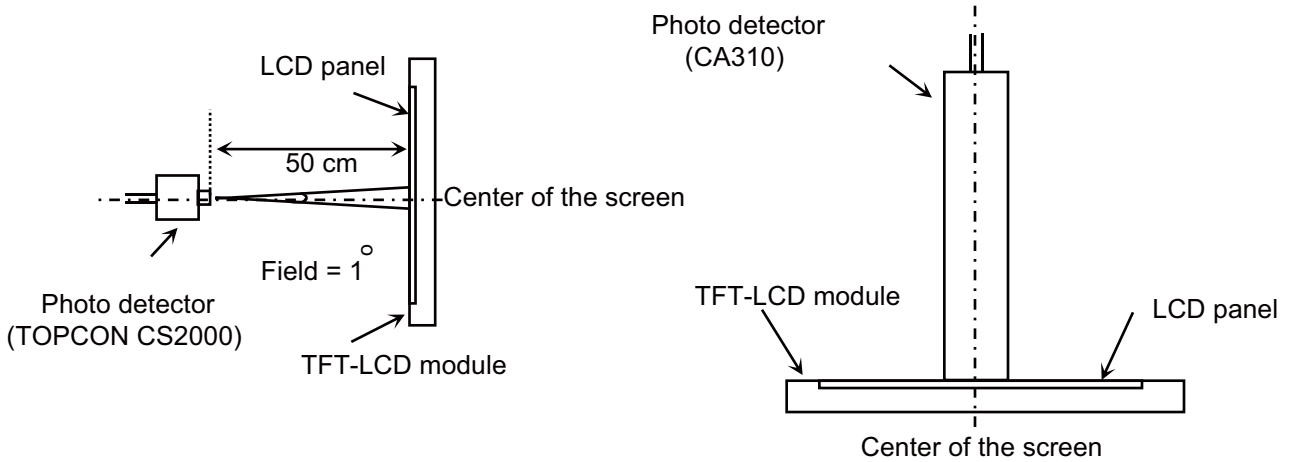 LCD panel
50 cm
Center of the screen
Field = 1°
Photo detector
(TOPCON CS2000)
TFT-LCD module
Photo detector
(CA310)
TFT-LCD module
LCD panel
Center of the screen